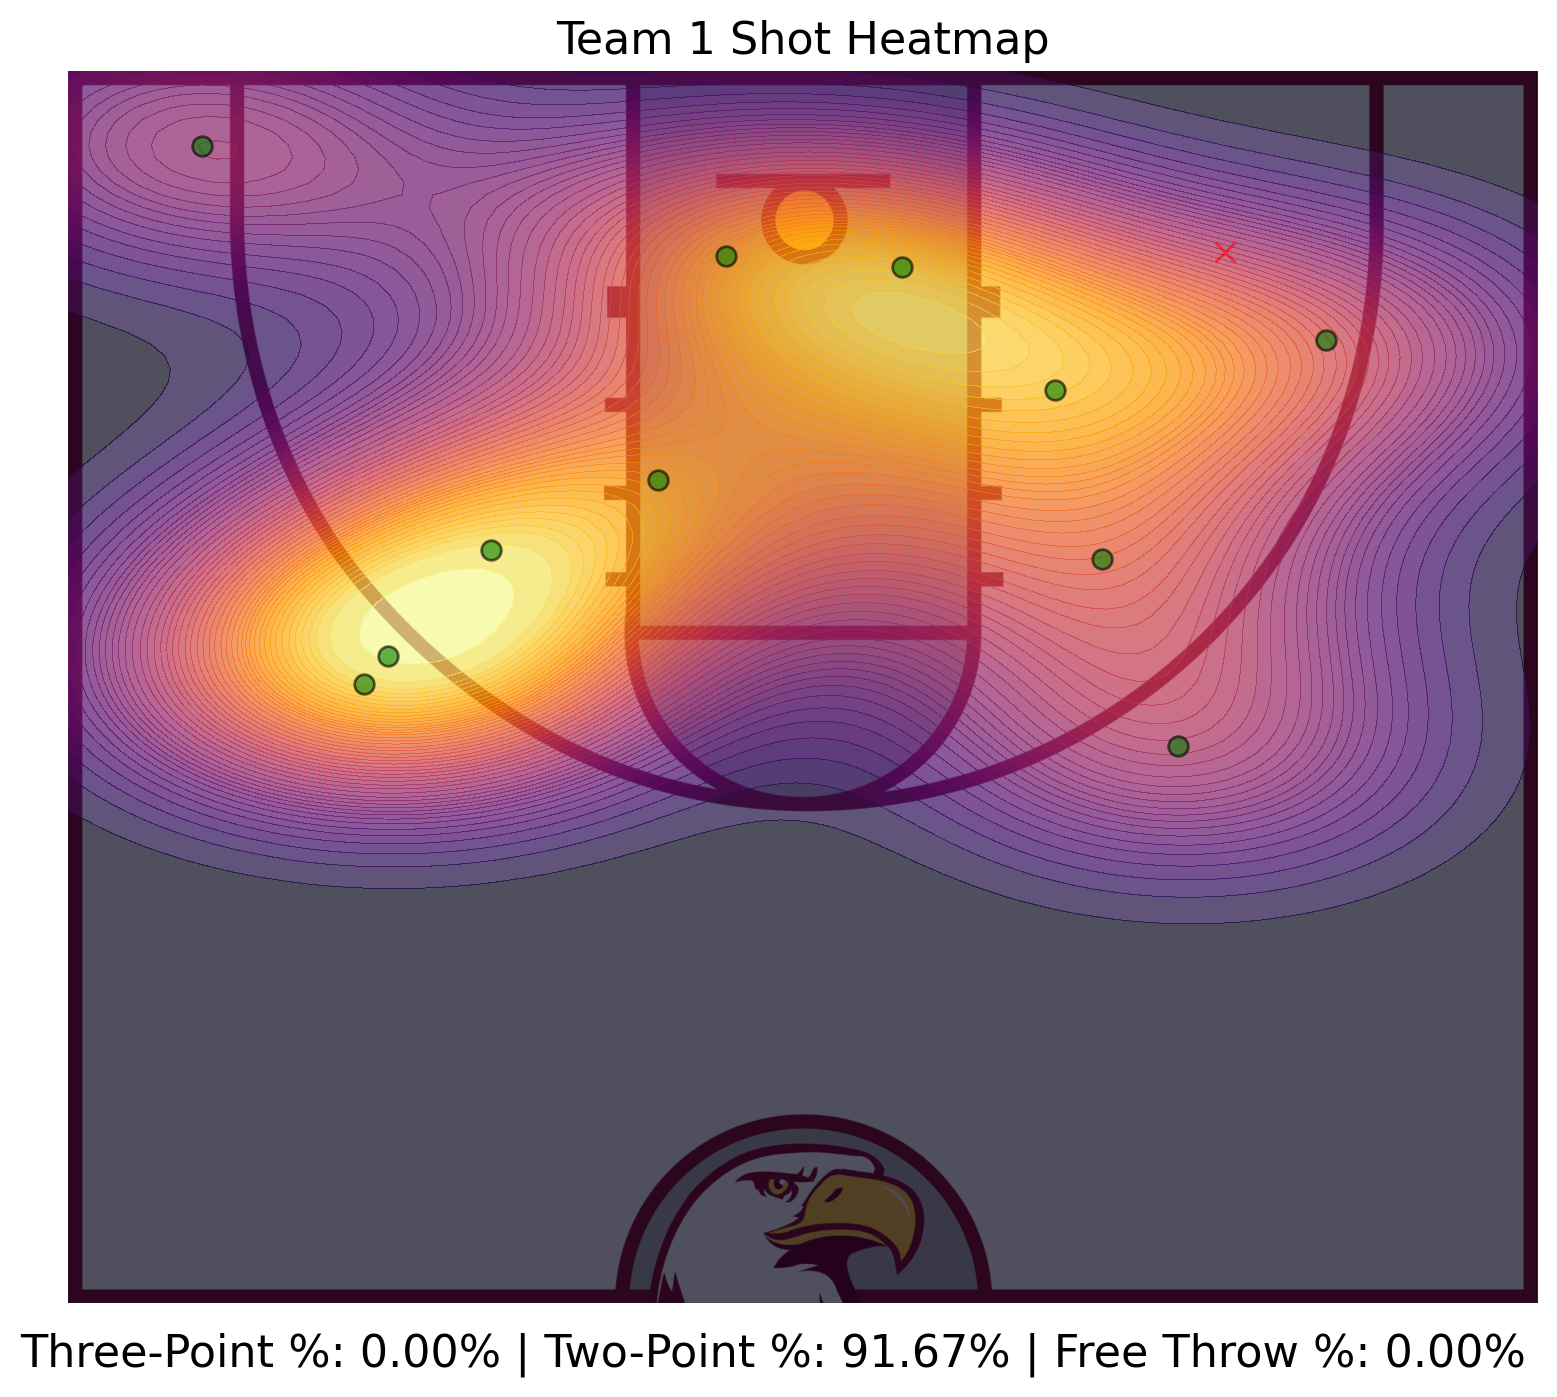 Team 1 Shot Heatmap
Three-Point %: 0.00% | Two-Point %: 91.67% | Free Throw %: 0.00%